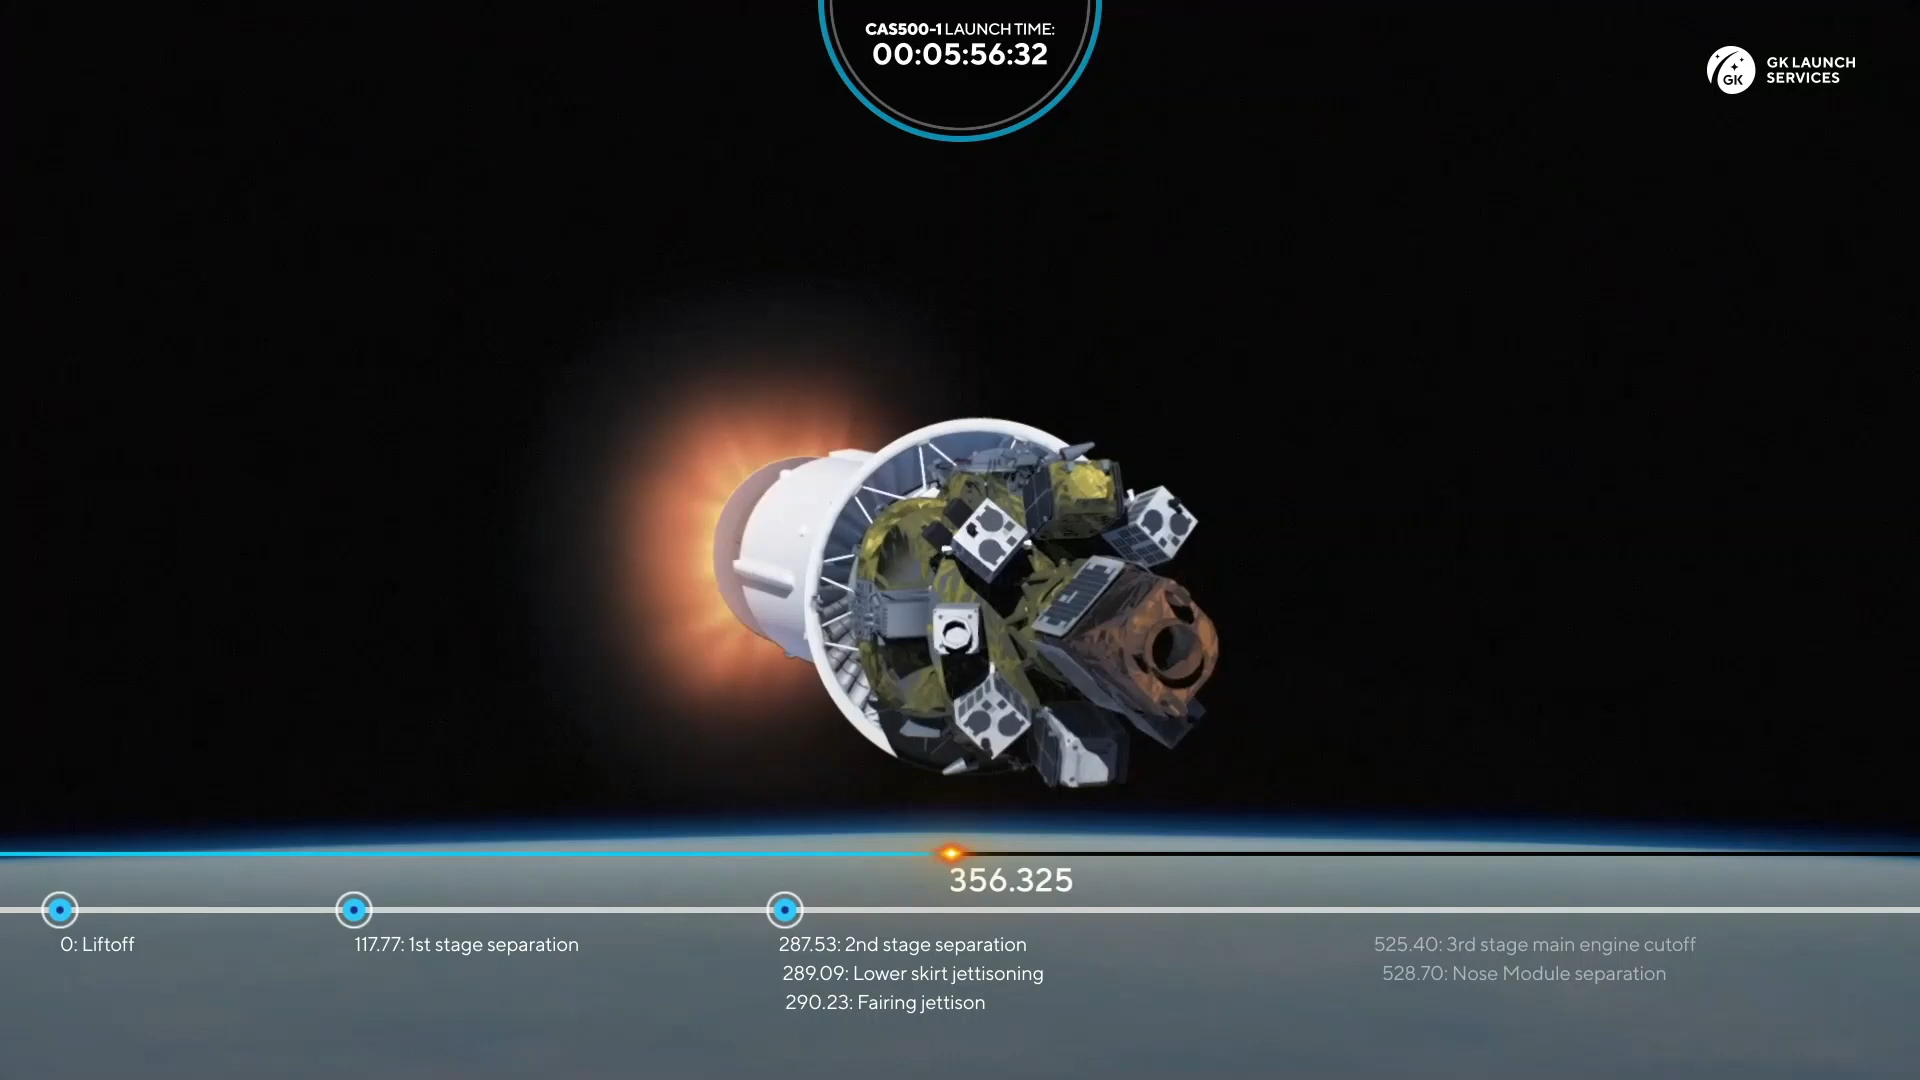 CAS500-1 LAUNCH TIME:
00:05:56:32
GK
GK LAUNCH
SERVICES
356.325
0: Liftoff
117.77: 1st stage separation
287.53: 2nd stage separation
289.09: Lower skirt jettisoning
290.23: Fairing jettison
525.40: 3rd stage main engine cutoff
528.70: Nose Module separation